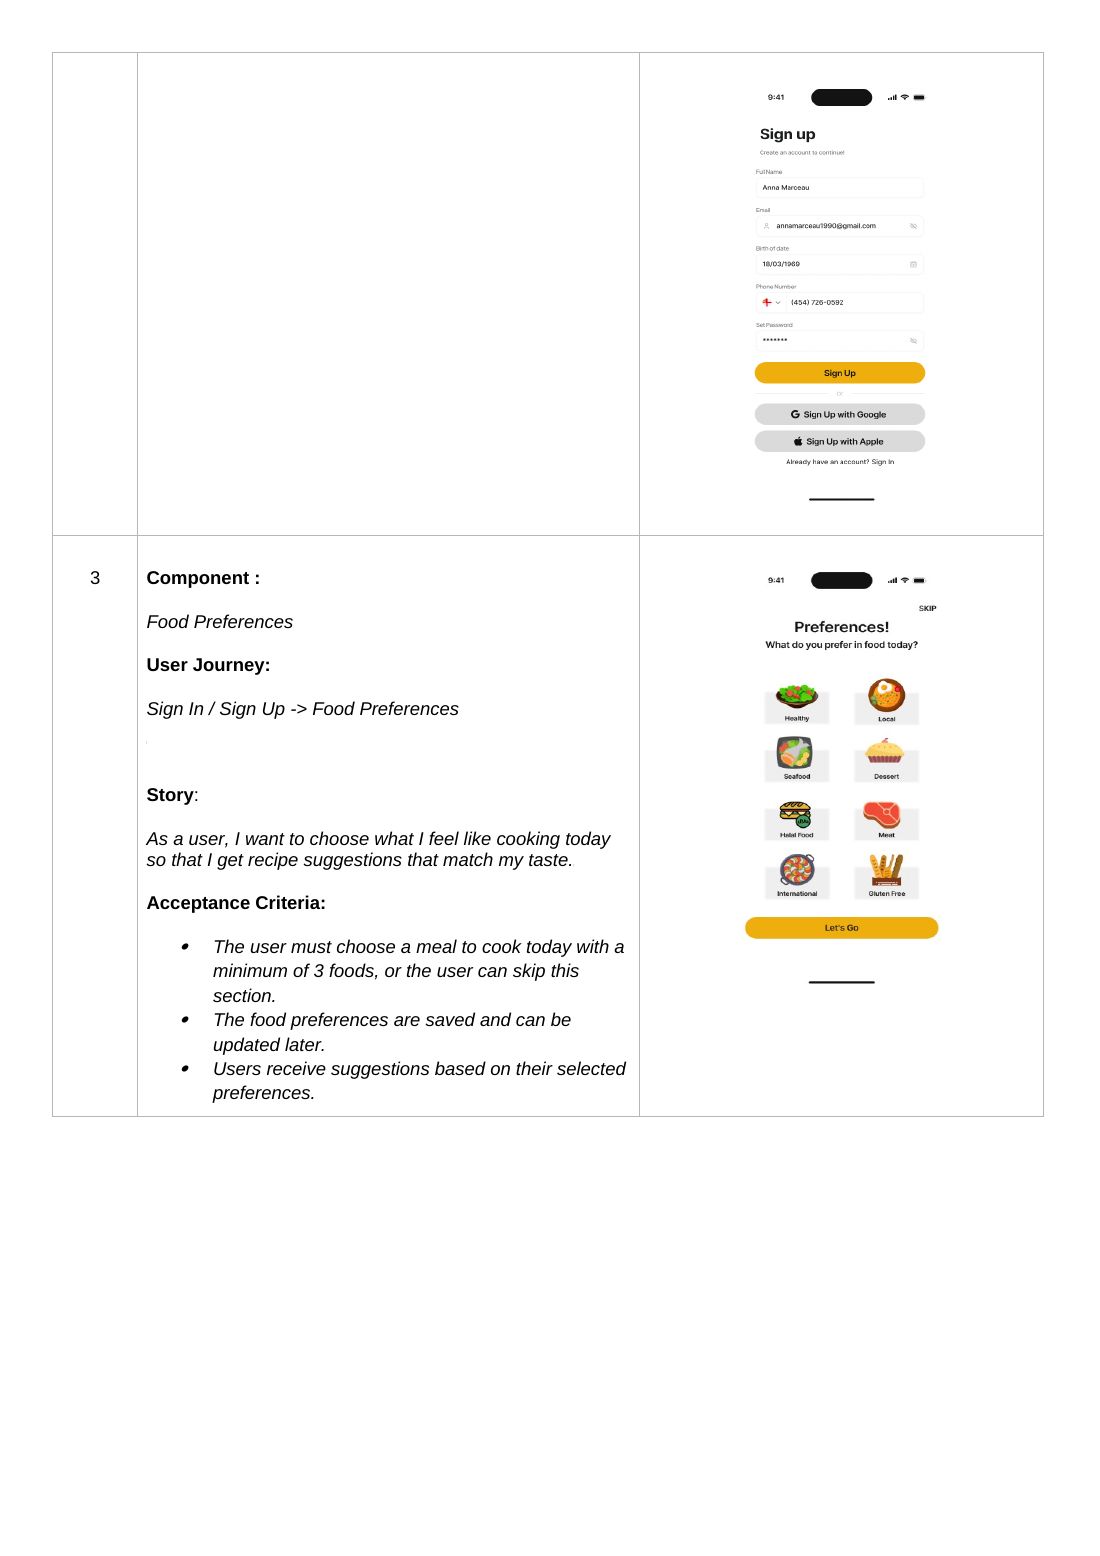 9:41
Sign up
Create an account to continue!
Full Name
Anna Marceau
Email
annamarceau1990@gmail.com
Birth of date
18/03/1969
Phone Number
(454) 726-0592
Set Password
*******
Sign Up
Or
Sign Up with Google
Sign Up with Apple
Already have an account? Sign In
3
Component :
Food Preferences
User Journey:
Sign In / Sign Up -> Food Preferences
Story:
As a user, I want to choose what I feel like cooking today
so that I get recipe suggestions that match my taste.
Acceptance Criteria:
• The user must choose a meal to cook today with a
minimum of 3 foods, or the user can skip this
section.
• The food preferences are saved and can be
updated later.
• Users receive suggestions based on their selected
preferences.
9:41
SKIP
Preferences!
What do you prefer in food today?
Healthy
Local
Seafood
Dessert
Halal Food
Meat
International
Gluten Free
Let's Go